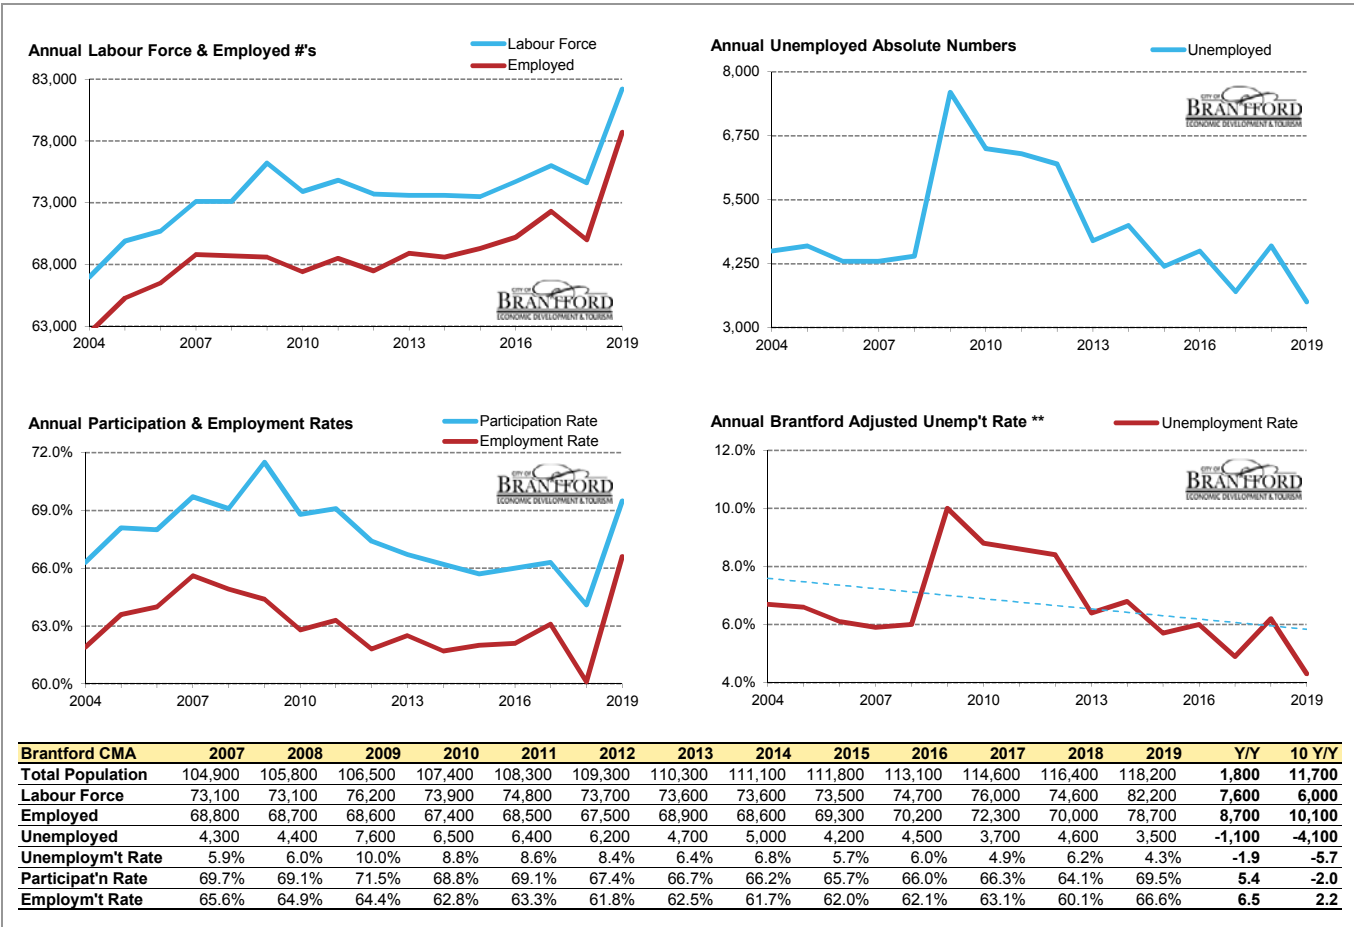 Annual Labour Force & Employed #'s
Labour Force
Employed
83,000
78,000
73,000
68,000
63,000
2004 2007 2010 2013 2016 2019
CITY OF
BRANTFORD
ECONOMIC DEVELOPMENT & TOURISM
Annual Unemployed Absolute Numbers
Unemployed
8,000
6,750
5,500
4,250
3,000
2004 2007 2010 2013 2016 2019
CITY OF
BRANTFORD
ECONOMIC DEVELOPMENT & TOURISM
Annual Participation & Employment Rates
Participation Rate
Employment Rate
72.0%
69.0%
66.0%
63.0%
60.0%
2004 2007 2010 2013 2016 2019
CITY OF
BRANTFORD
ECONOMIC DEVELOPMENT & TOURISM
Annual Brantford Adjusted Unemp't Rate **
Unemployment Rate
12.0%
10.0%
8.0%
6.0%
4.0%
2004 2007 2010 2013 2016 2019
CITY OF
BRANTFORD
ECONOMIC DEVELOPMENT & TOURISM
Brantford CMA 2007 2008 2009 2010 2011 2012 2013 2014 2015 2016 2017 2018 2019 Y/Y 10 Y/Y
Total Population 104,900 105,800 106,500 107,400 108,300 109,300 110,300 111,100 111,800 113,100 114,600 116,400 118,200 1,800 11,700
Labour Force 73,100 73,100 76,200 73,900 74,800 73,700 73,600 73,600 73,500 74,700 76,000 74,600 82,200 7,600 6,000
Employed 68,800 68,700 68,600 67,400 68,500 67,500 68,900 68,600 69,300 70,200 72,300 70,000 78,700 8,700 10,100
Unemployed 4,300 4,400 7,600 6,500 6,400 6,200 4,700 5,000 4,200 4,500 3,700 4,600 3,500 -1,100 -4,100
Unemploym't Rate 5.9% 6.0% 10.0% 8.8% 8.6% 8.4% 6.4% 6.8% 5.7% 6.0% 4.9% 6.2% 4.3% -1.9 -5.7
Participat'n Rate 69.7% 69.1% 71.5% 68.8% 69.1% 67.4% 66.7% 66.2% 65.7% 66.0% 66.3% 64.1% 69.5% 5.4 -2.0
Employm't Rate 65.6% 64.9% 64.4% 62.8% 63.3% 61.8% 62.5% 61.7% 62.0% 62.1% 63.1% 60.1% 66.6% 6.5 2.2